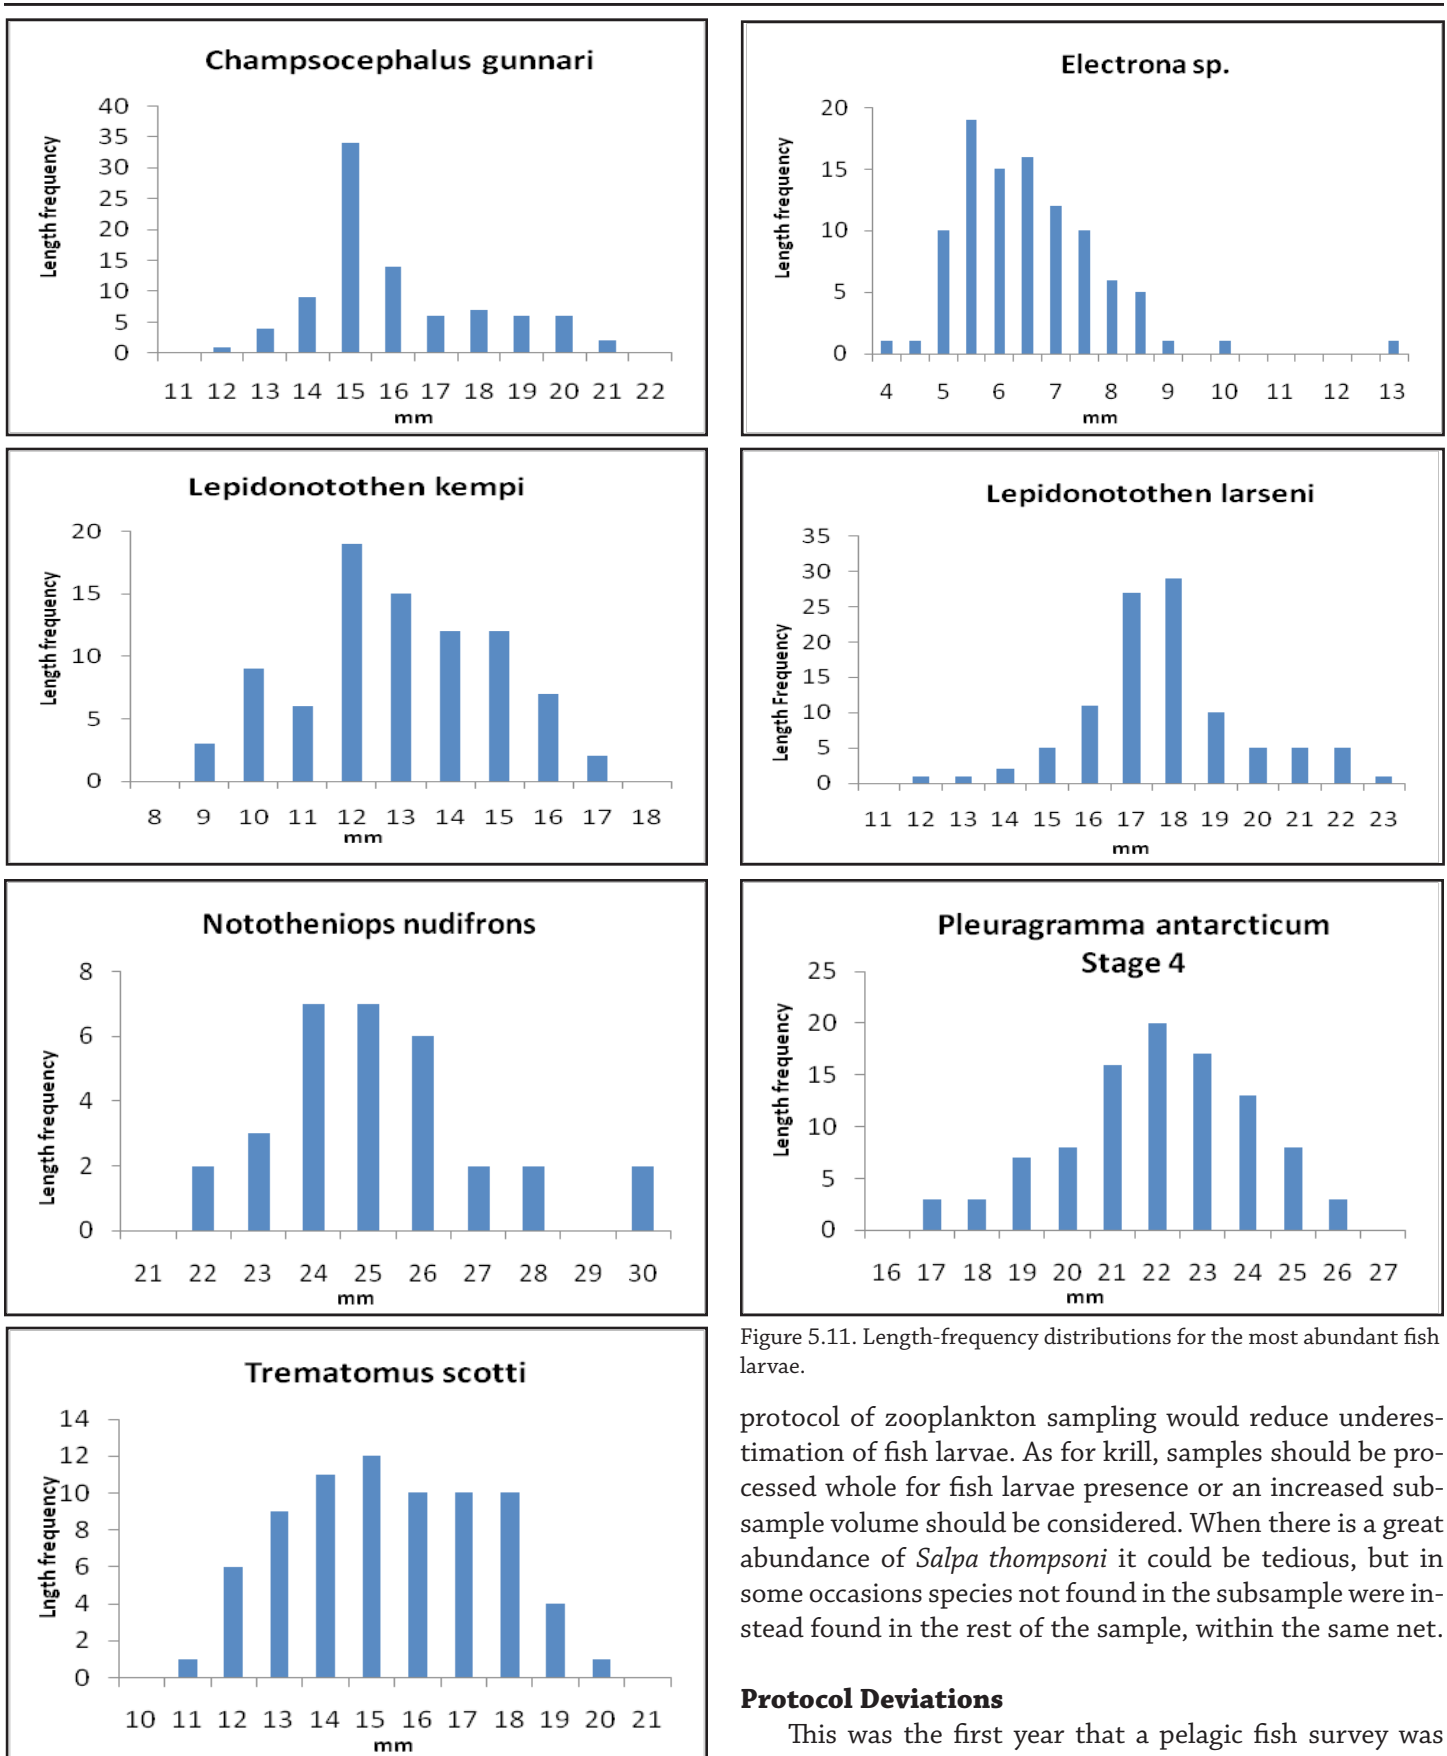 Champsocephalus gunnari
Length frequency
40
35
30
25
20
15
10
5
0
11 12 13 14 15 16 17 18 19 20 21 22
mm
Electrona sp.
Length frequency
20
15
10
5
0
4 5 6 7 8 9 10 11 12 13
mm
Lepidonotothen kempi
Length frequency
20
15
10
5
0
8 9 10 11 12 13 14 15 16 17 18
mm
Lepidonotothen larseni
Length Frequency
35
30
25
20
15
10
5
0
11 12 13 14 15 16 17 18 19 20 21 22 23
mm
Nototheniops nudifrons
Length frequency
8
6
4
2
0
21 22 23 24 25 26 27 28 29 30
mm
Pleuragramma antarcticum
Stage 4
Length frequency
25
20
15
10
5
0
16 17 18 19 20 21 22 23 24 25 26 27
mm
Trematomus scotti
Lngth frequency
14
12
10
8
6
4
2
0
10 11 12 13 14 15 16 17 18 19 20 21
mm
Figure 5.11. Length-frequency distributions for the most abundant fish
larvae.
protocol of zooplankton sampling would reduce underes-
timation of fish larvae. As for krill, samples should be pro-
cessed whole for fish larvae presence or an increased sub-
sample volume should be considered. When there is a great
abundance of Salpa thompsoni it could be tedious, but in
some occasions species not found in the subsample were in-
stead found in the rest of the sample, within the same net.
Protocol Deviations
This was the first year that a pelagic fish survey was